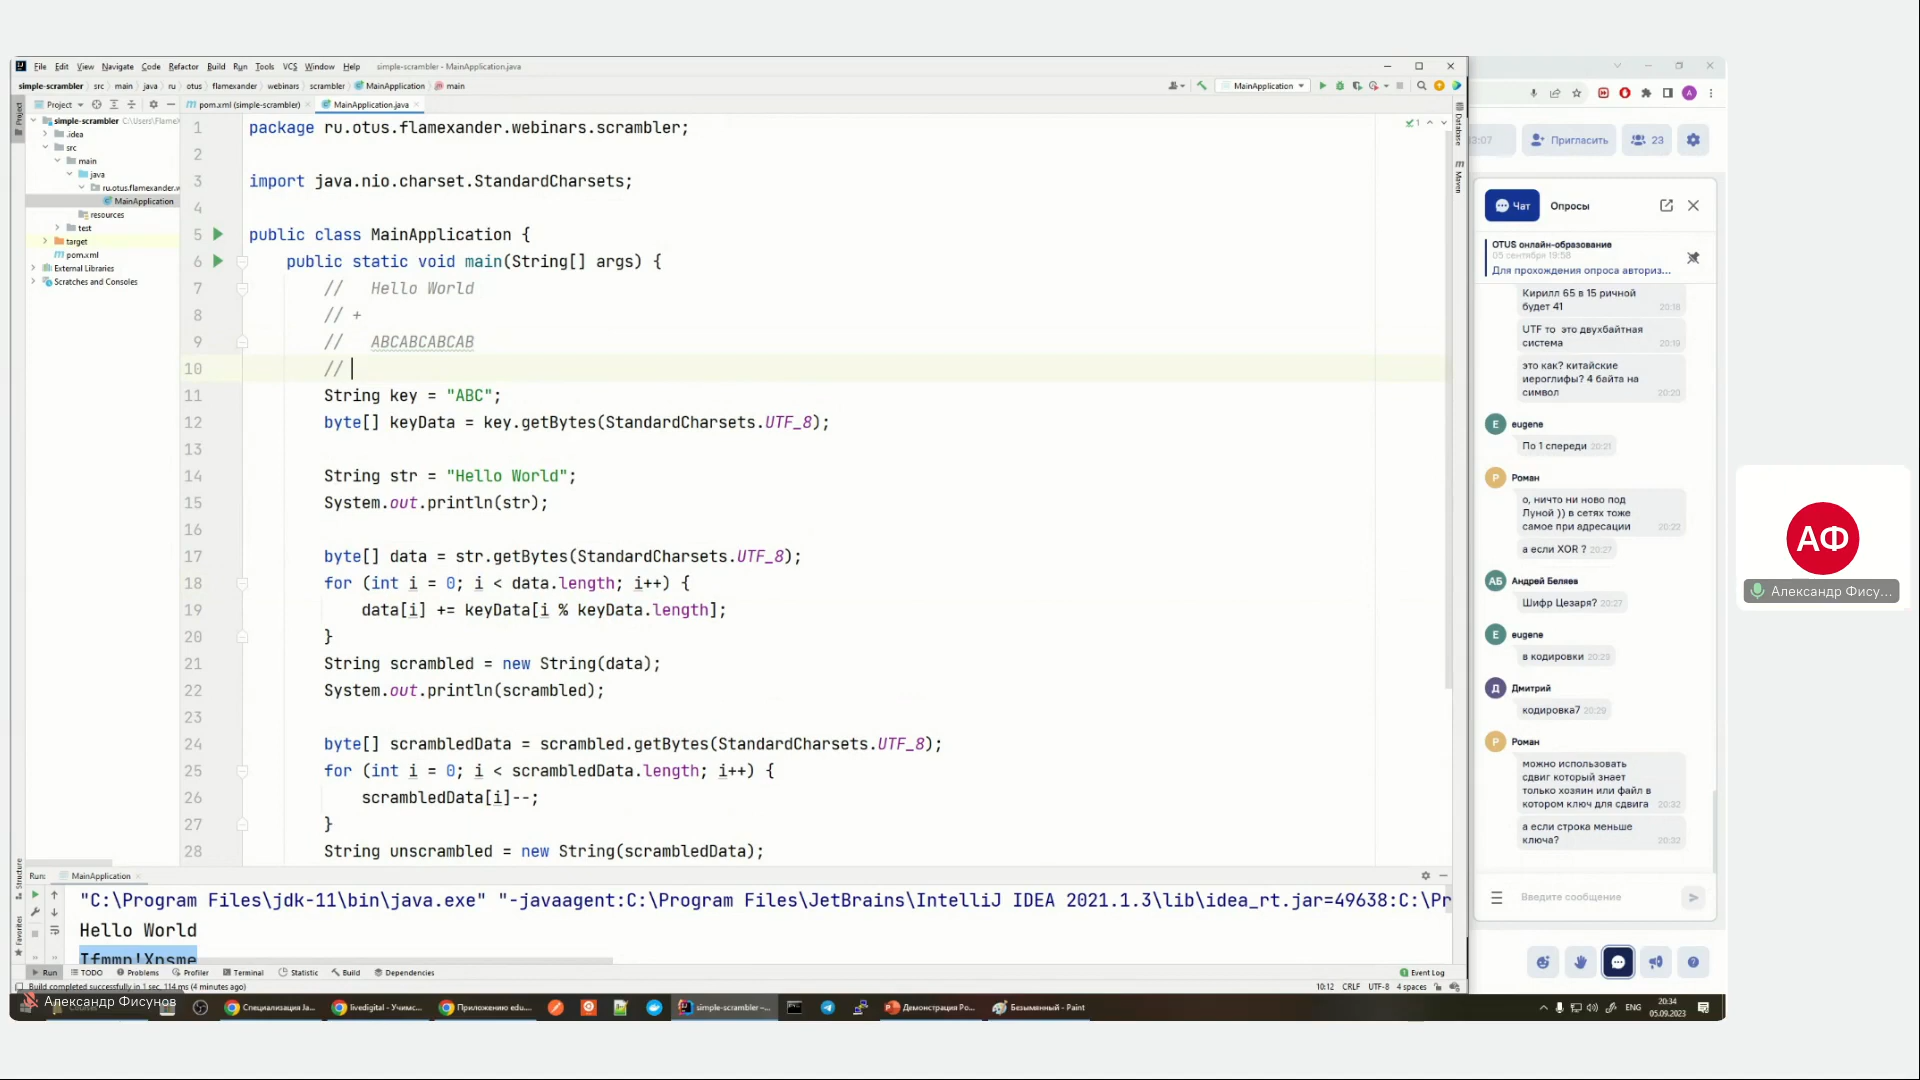 File Edit View Navigate Code Refactor Build Run Tools VCS Window Help simple-scrambler - MainApplication.java
simple-scrambler src main java ru otus flamexander webinars scrambler MainApplication main
MainApplication
Project
pom.xml (simple-scrambler)
MainApplication.java
simple-scrambler
.idea
src
main
java
ru.otus.flamexander.w
MainApplication
resources
test
target
pom.xml
External Libraries
Scratches and Consoles
1 package ru.otus.flamexander.webinars.scrambler;
2
3 import java.nio.charset.StandardCharsets;
4
5 public class MainApplication {
6 public static void main(String[] args) {
7 // Hello World
8 // +
9 // ABCABCABCAB
10 //
11 String key = "ABC";
12 byte[] keyData = key.getBytes(StandardCharsets.UTF_8);
13
14 String str = "Hello World";
15 System.out.println(str);
16
17 byte[] data = str.getBytes(StandardCharsets.UTF_8);
18 for (int i = 0; i < data.length; i++) {
19 data[i] += keyData[i % keyData.length];
20 }
21 String scrambled = new String(data);
22 System.out.println(scrambled);
23
24 byte[] scrambledData = scrambled.getBytes(StandardCharsets.UTF_8);
25 for (int i = 0; i < scrambledData.length; i++) {
26 scrambledData[i]--;
27 }
28 String unscrambled = new String(scrambledData);
1
Database
Maven
Project
Structure
Favorites
Run: MainApplication
"C:\Program Files\jdk-11\bin\java.exe" "-javaagent:C:\Program Files\JetBrains\IntelliJ IDEA 2021.1.3\lib\idea_rt.jar=49638:C:\Pr
Hello World
Ifmmp!Xpsme
Run TODO Problems Profiler Terminal Statistic Build Dependencies Event Log
Build completed successfully in 1 sec, 114 ms (4 minutes ago)
10:12 CRLF UTF-8 4 spaces
Александр Фисунов
Специализация Ja...
livedigital - Учимс...
Приложению edu...
simple-scrambler –...
Демонстрация Po...
Безымянный - Paint
ENG
20:34
05.09.2023
Пригласить
23
Чат
Опросы
OTUS онлайн-образование
05 сентября 19:58
Для прохождения опроса авториз...
Кирилл 65 в 15 ричной
будет 41 20:18
UTF то это двухбайтная
система 20:19
это как? китайские
иероглифы? 4 байта на
символ 20:20
E eugene
По 1 спереди 20:21
Р Роман
о, ничто ни ново под
Луной )) в сетях тоже
самое при адресации 20:22
а если XOR ? 20:27
АБ Андрей Беляев
Шифр Цезаря? 20:27
E eugene
в кодировки 20:29
Д Дмитрий
кодировка7 20:29
Р Роман
можно использовать
сдвиг который знает
только хозяин или файл в
котором ключ для сдвига 20:32
а если строка меньше
ключа? 20:32
Введите сообщение
АФ
Александр Фису...